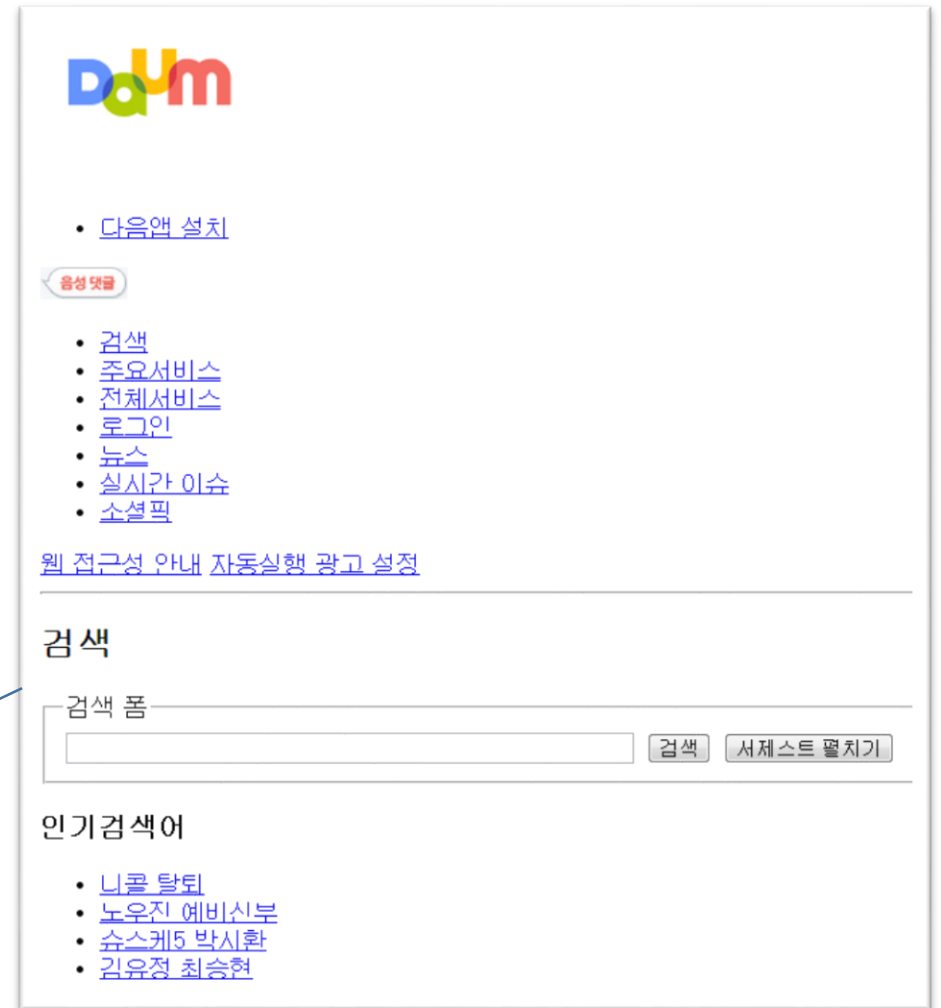 Daum
다음앱 설치
음성 댓글
검색
주요서비스
전체서비스
로그인
뉴스
실시간 이슈
소셜픽
웹 접근성 안내 자동실행 광고 설정
검색
검색 폼
검색 서제스트 펼치기
인기검색어
니콜 탈퇴
노우진 예비신부
슈스케5 박시환
김유정 최승현